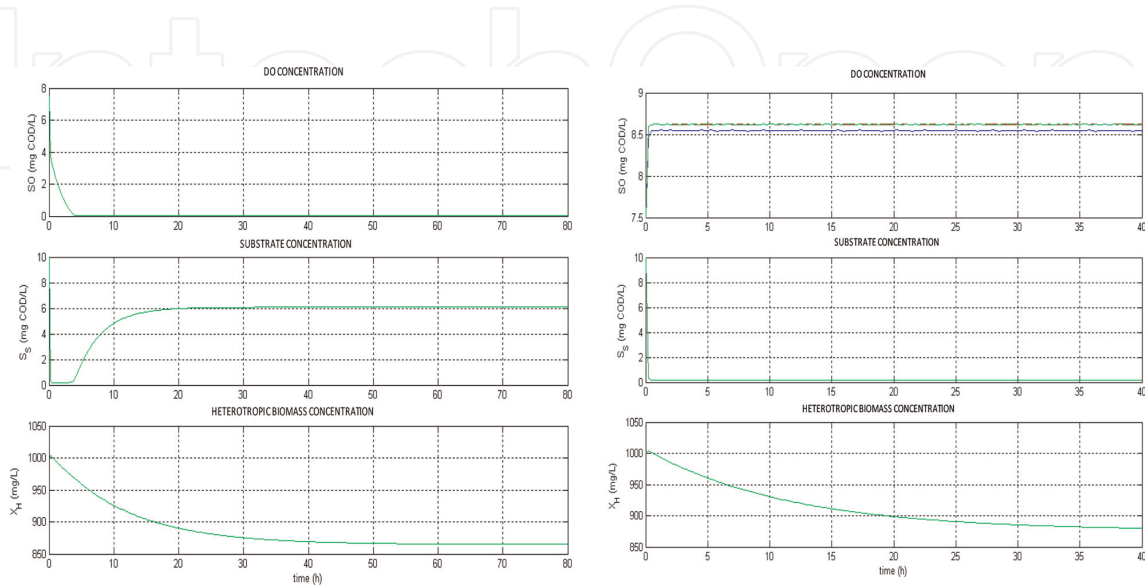 IntechOpen
DO CONCENTRATION
SO (mg COD/L)
8
6
4
2
0
0 10 20 30 40 50 60 70 80
SUBSTRATE CONCENTRATION
S_S (mg COD/L)
10
8
6
4
2
0
0 10 20 30 40 50 60 70 80
HETEROTROPIC BIOMASS CONCENTRATION
X_H (mg/L)
1050
1000
950
900
850
0 10 20 30 40 50 60 70 80
time (h)
DO CONCENTRATION
SO (mg COD/L)
9
8.5
8
7.5
0 5 10 15 20 25 30 35 40
SUBSTRATE CONCENTRATION
S_S (mg COD/L)
10
8
6
4
2
0
0 5 10 15 20 25 30 35 40
HETEROTROPIC BIOMASS CONCENTRATION
X_H (mg/L)
1050
1000
950
900
850
0 5 10 15 20 25 30 35 40
time (h)